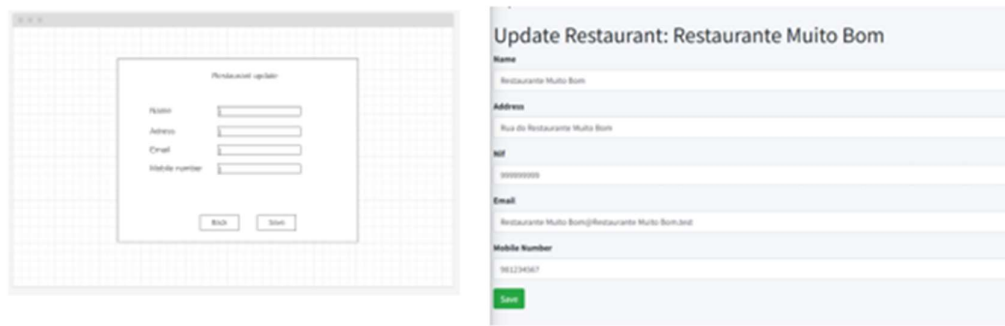 Restaurant update
Name
Adress
Email
Mobile number
Back
Save
Update Restaurant: Restaurante Muito Bom
Name
Restaurante Muito Bom
Address
Rua do Restaurante Muito Bom
Nif
999999999
Email
Restaurante Muito Bom@Restaurante Muito Bom.test
Mobile Number
981234567
Save